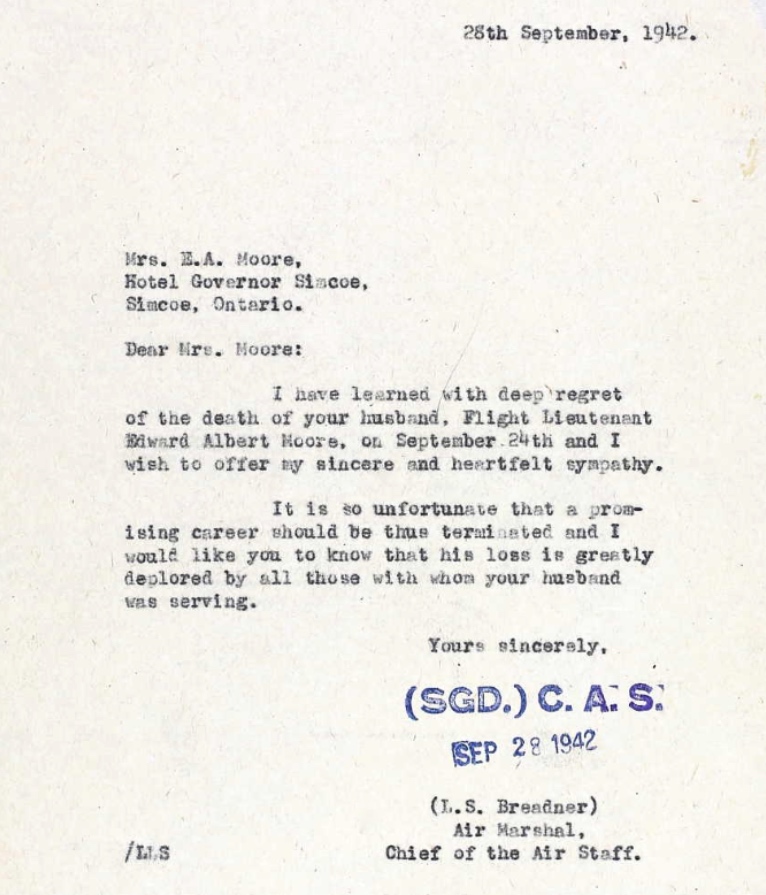 28th September, 1942.
Mrs. E.A. Moore,
Hotel Governor Simcoe,
Simcoe, Ontario.
Dear Mrs. Moore:
I have learned with deep regret
of the death of your husband, Flight Lieutenant
Edward Albert Moore, on September 24th and I
wish to offer my sincere and heartfelt sympathy.
It is so unfortunate that a prom-
ising career should be thus terminated and I
would like you to know that his loss is greatly
deplored by all those with whom your husband
was serving.
Yours sincerely,
(SGD.) C. A. S.
SEP 28 1942
(L.S. Breadner)
Air Marshal,
/LLS Chief of the Air Staff.